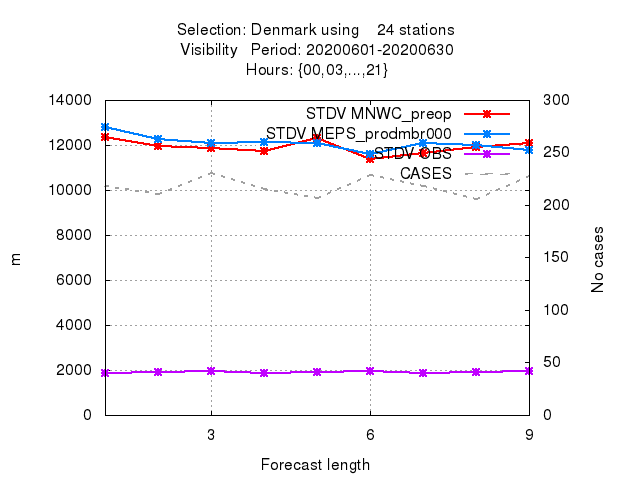 Selection: Denmark using    24 stations
Visibility   Period: 20200601-20200630
Hours: {00,03,...,21}
14000
12000
10000
8000
6000
4000
2000
0
300
250
200
150
100
50
0
STDV MNWC_preop
STDV MEPS_prodmbr000
STDV OBS
CASES
m
No cases
3
6
9
Forecast length